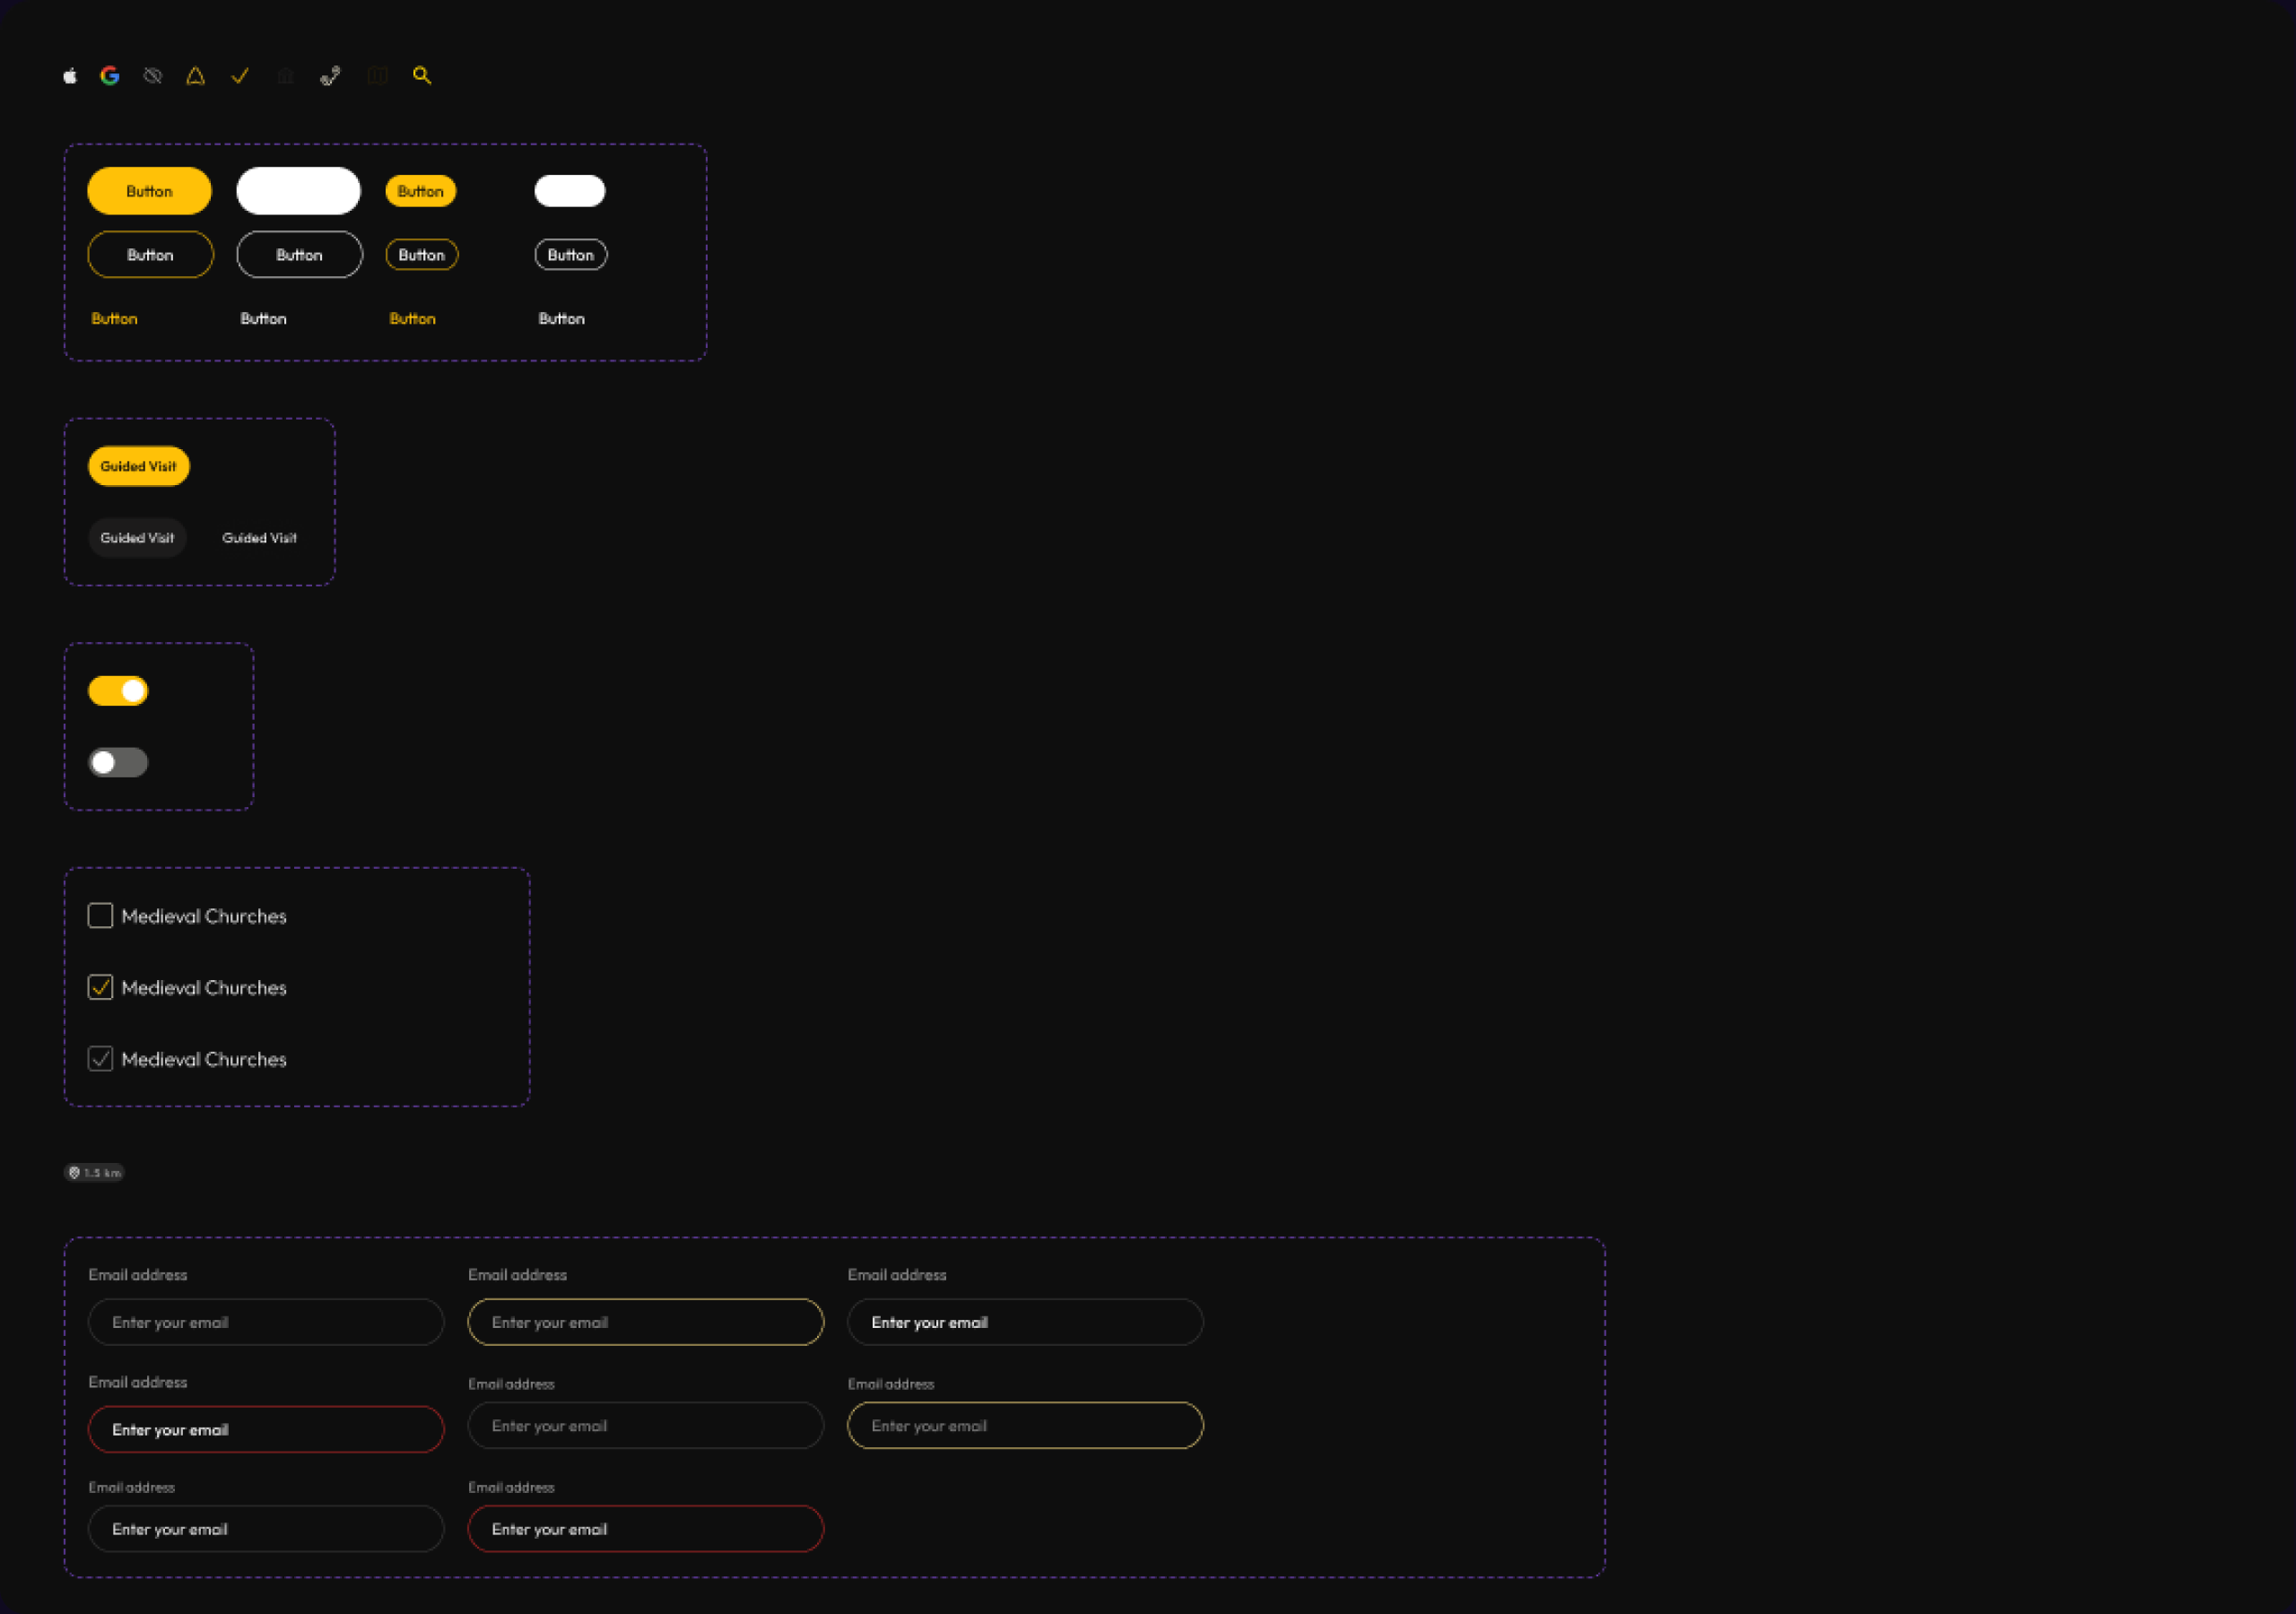 Button Button
Button Button Button Button
Button Button Button Button
Guided Visit
Guided Visit Guided Visit
Medieval Churches
Medieval Churches
Medieval Churches
1.5 km
Email address Email address Email address
Enter your email Enter your email Enter your email
Email address Email address Email address
Enter your email Enter your email Enter your email
Email address Email address
Enter your email Enter your email